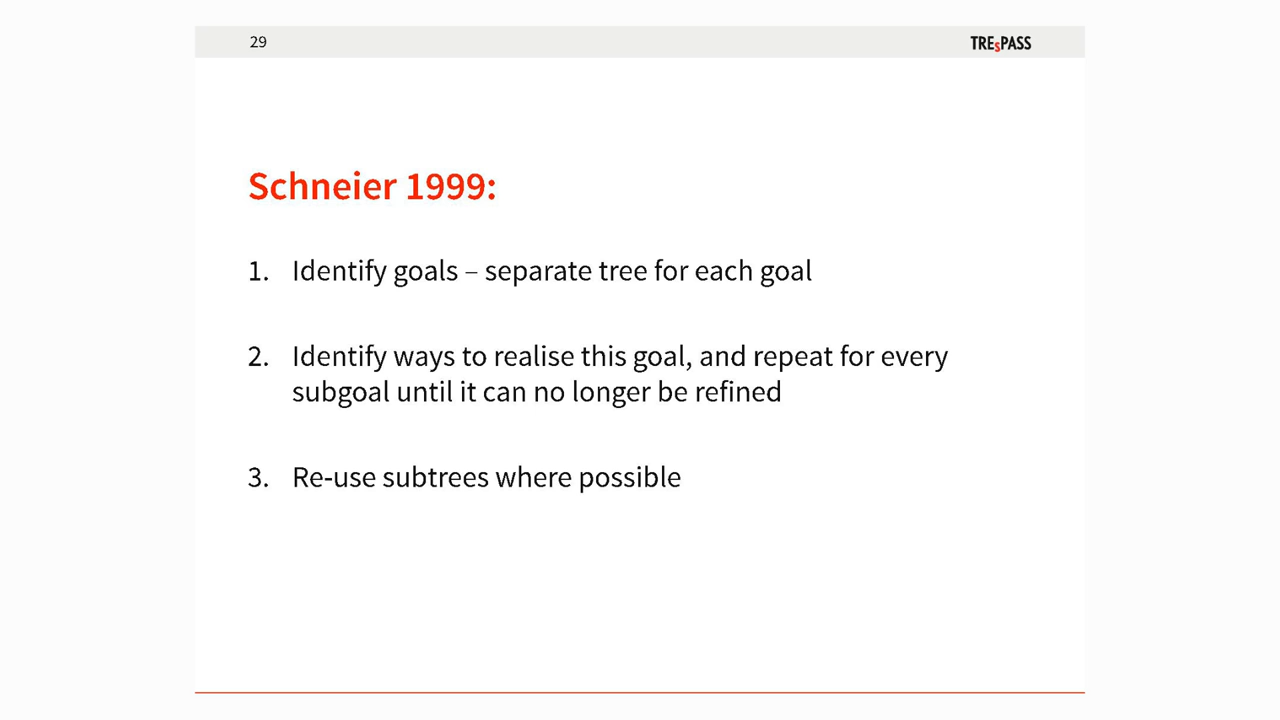 29
TREsPASS
Schneier 1999:
1. Identify goals – separate tree for each goal
2. Identify ways to realise this goal, and repeat for every
subgoal until it can no longer be refined
3. Re-use subtrees where possible